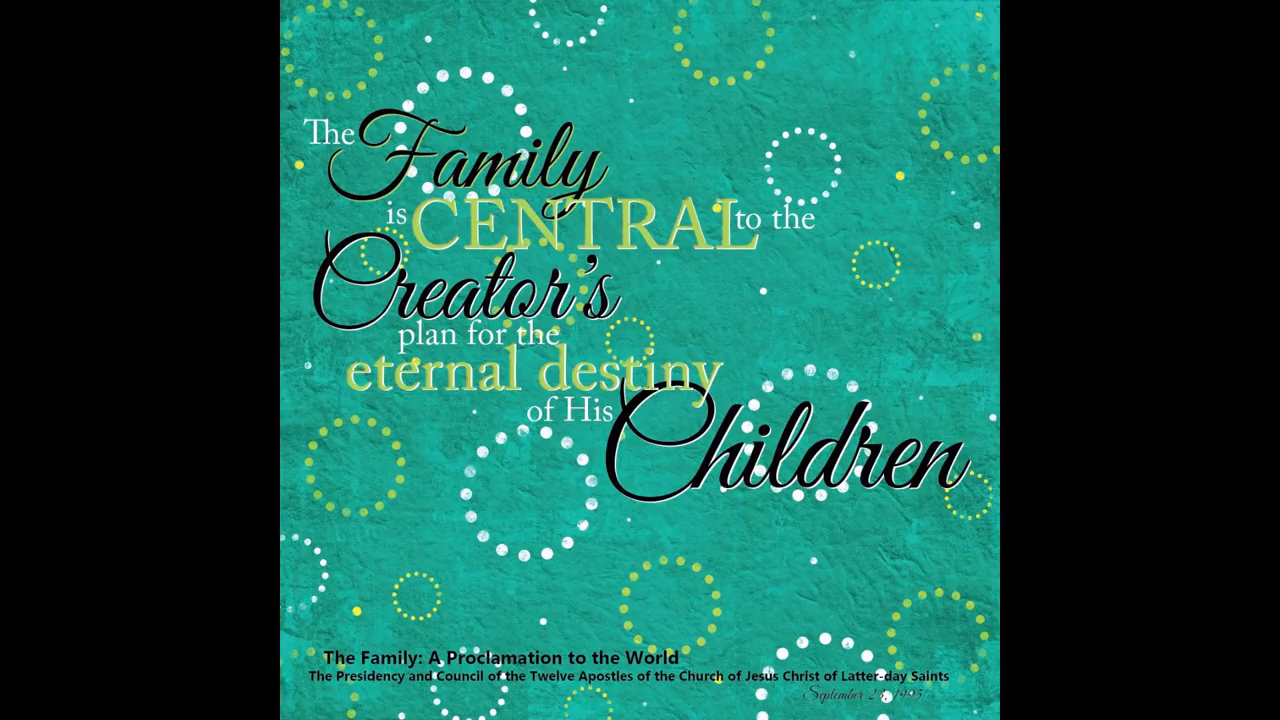 The Family
is CENTRAL to the
Creator's
plan for the
eternal destiny
of His Children
The Family: A Proclamation to the World
The Presidency and Council of the Twelve Apostles of the Church of Jesus Christ of Latter-day Saints
September 23, 1995